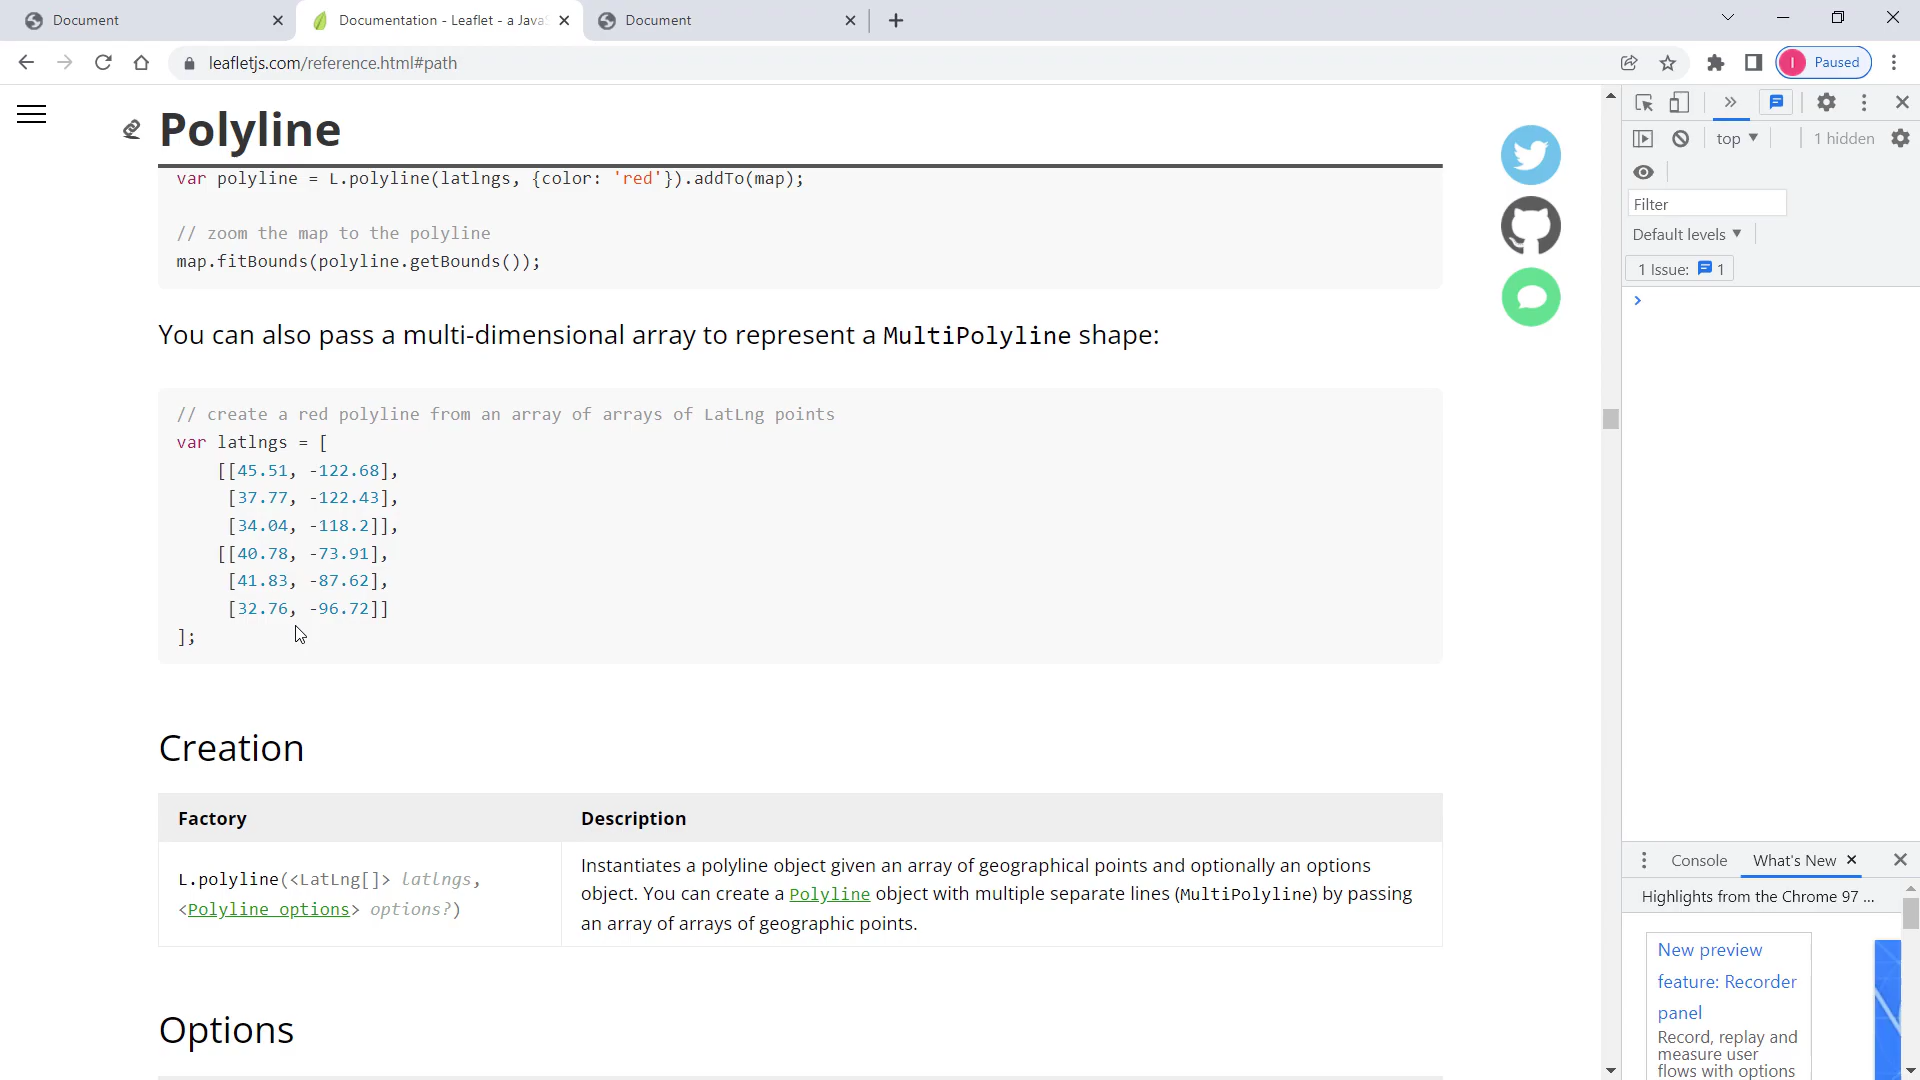 Document
Documentation - Leaflet - a Java
Document
leafletjs.com/reference.html#path
Paused
Polyline
var polyline = L.polyline(latlngs, {color: 'red'}).addTo(map);
// zoom the map to the polyline
map.fitBounds(polyline.getBounds());
You can also pass a multi-dimensional array to represent a MultiPolyline shape:
// create a red polyline from an array of arrays of LatLng points
var latlngs = [
[[45.51, -122.68],
[37.77, -122.43],
[34.04, -118.2]],
[[40.78, -73.91],
[41.83, -87.62],
[32.76, -96.72]]
];
Creation
Factory
Description
L.polyline(<LatLng[]> latlngs,
<Polyline options> options?)
Instantiates a polyline object given an array of geographical points and optionally an options
object. You can create a Polyline object with multiple separate lines (MultiPolyline) by passing
an array of arrays of geographic points.
Options
top
1 hidden
Filter
Default levels
1 Issue: 1
Console
What's New
Highlights from the Chrome 97 ...
New preview
feature: Recorder
panel
Record, replay and
measure user
flows with options